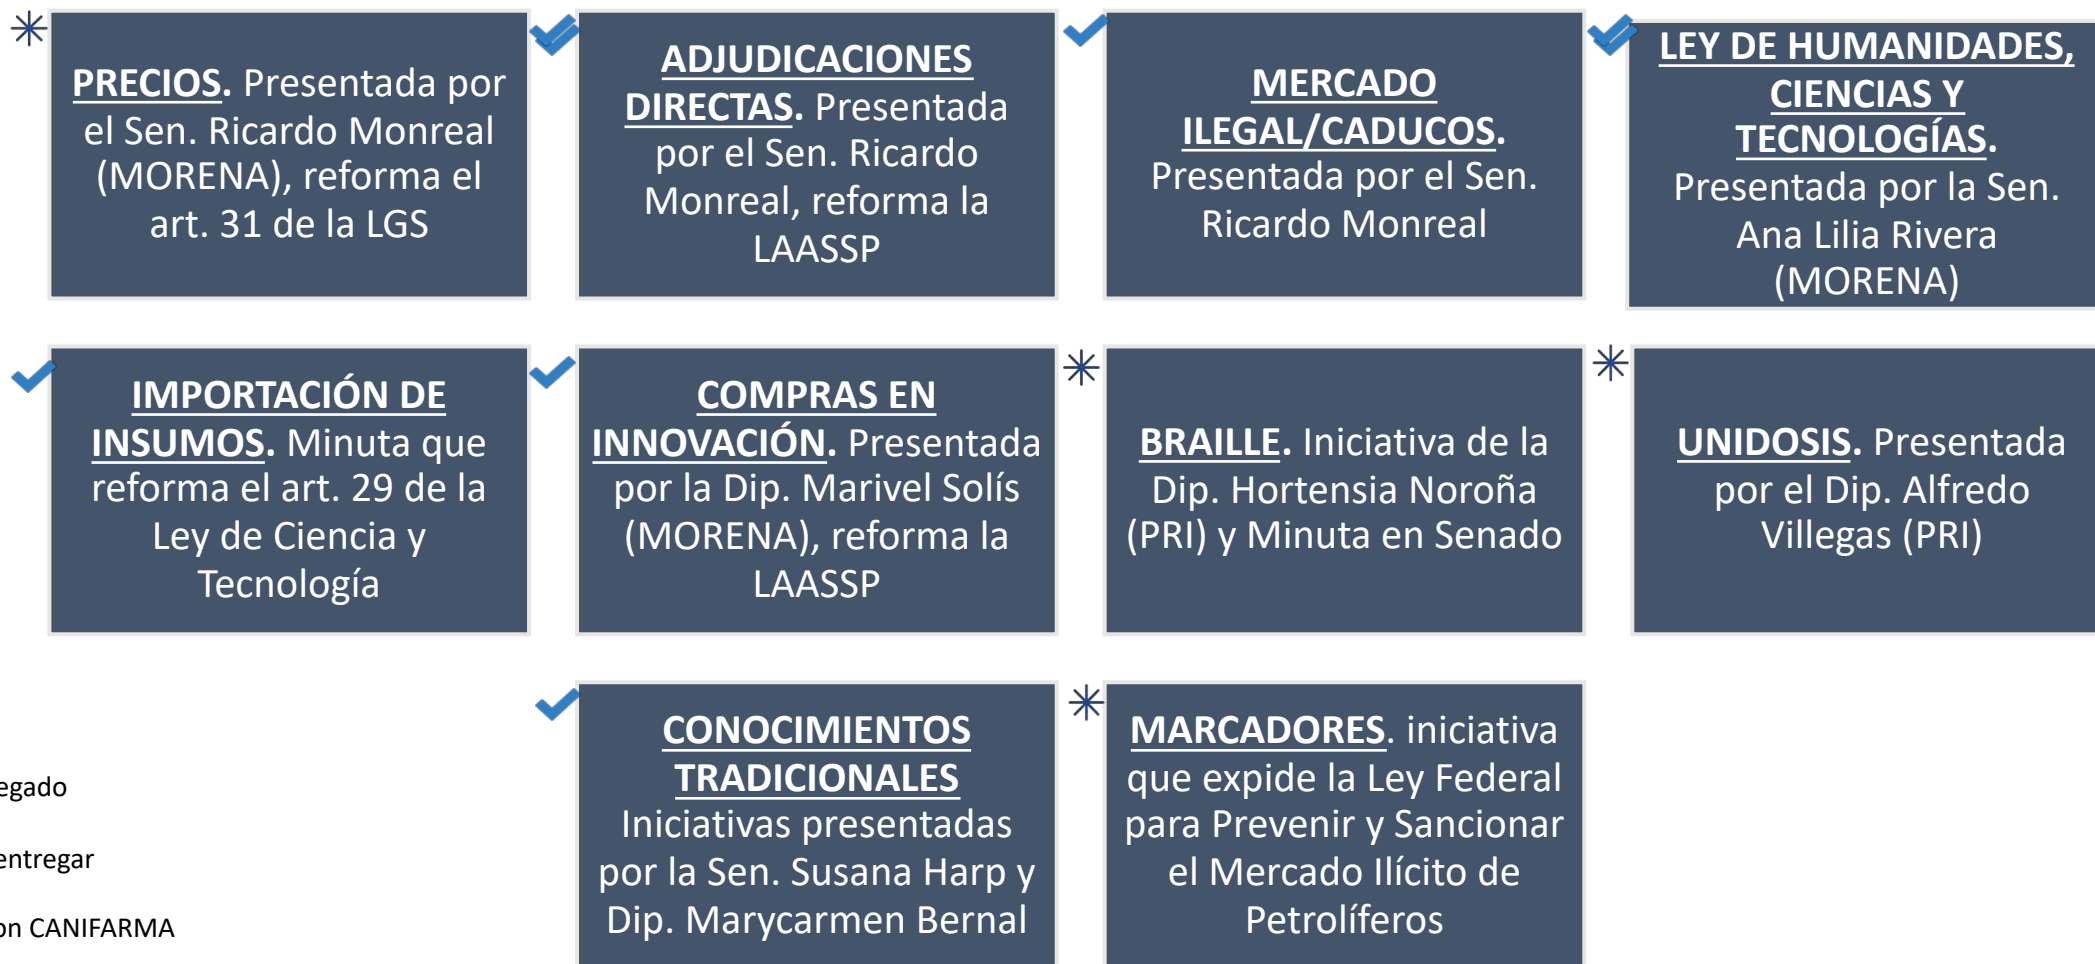 PRECIOS. Presentada por
el Sen. Ricardo Monreal
(MORENA), reforma el
art. 31 de la LGS
ADJUDICACIONES
DIRECTAS. Presentada
por el Sen. Ricardo
Monreal, reforma la
LAASSP
MERCADO
ILEGAL/CADUCOS.
Presentada por el Sen.
Ricardo Monreal
LEY DE HUMANIDADES,
CIENCIAS Y
TECNOLOGÍAS.
Presentada por la Sen.
Ana Lilia Rivera
(MORENA)
IMPORTACIÓN DE
INSUMOS. Minuta que
reforma el art. 29 de la
Ley de Ciencia y
Tecnología
COMPRAS EN
INNOVACIÓN. Presentada
por la Dip. Marivel Solís
(MORENA), reforma la
LAASSP
BRAILLE. Iniciativa de la
Dip. Hortensia Noroña
(PRI) y Minuta en Senado
UNIDOSIS. Presentada
por el Dip. Alfredo
Villegas (PRI)
CONOCIMIENTOS
TRADICIONALES
Iniciativas presentadas
por la Sen. Susana Harp y
Dip. Marycarmen Bernal
MARCADORES. iniciativa
que expide la Ley Federal
para Prevenir y Sancionar
el Mercado Ilícito de
Petrolíferos
egado
entregar
on CANIFARMA